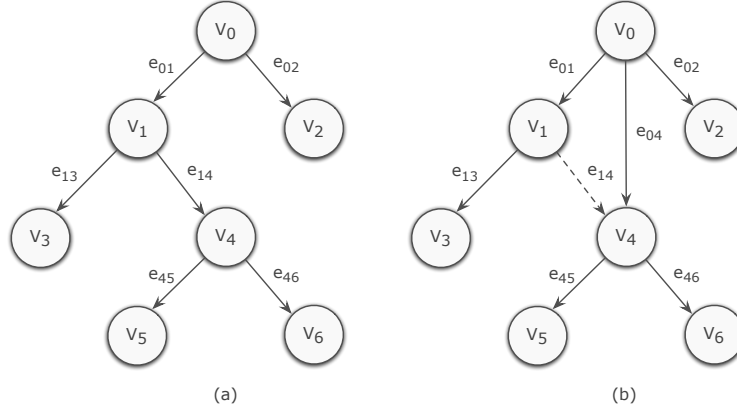 V0 V0
e01 e02 e01 e02
V1 V2 V1 e04 V2
e13 e14 e13 e14
V3 V4 V3 V4
e45 e46 e45 e46
V5 V6 V5 V6
(a) (b)